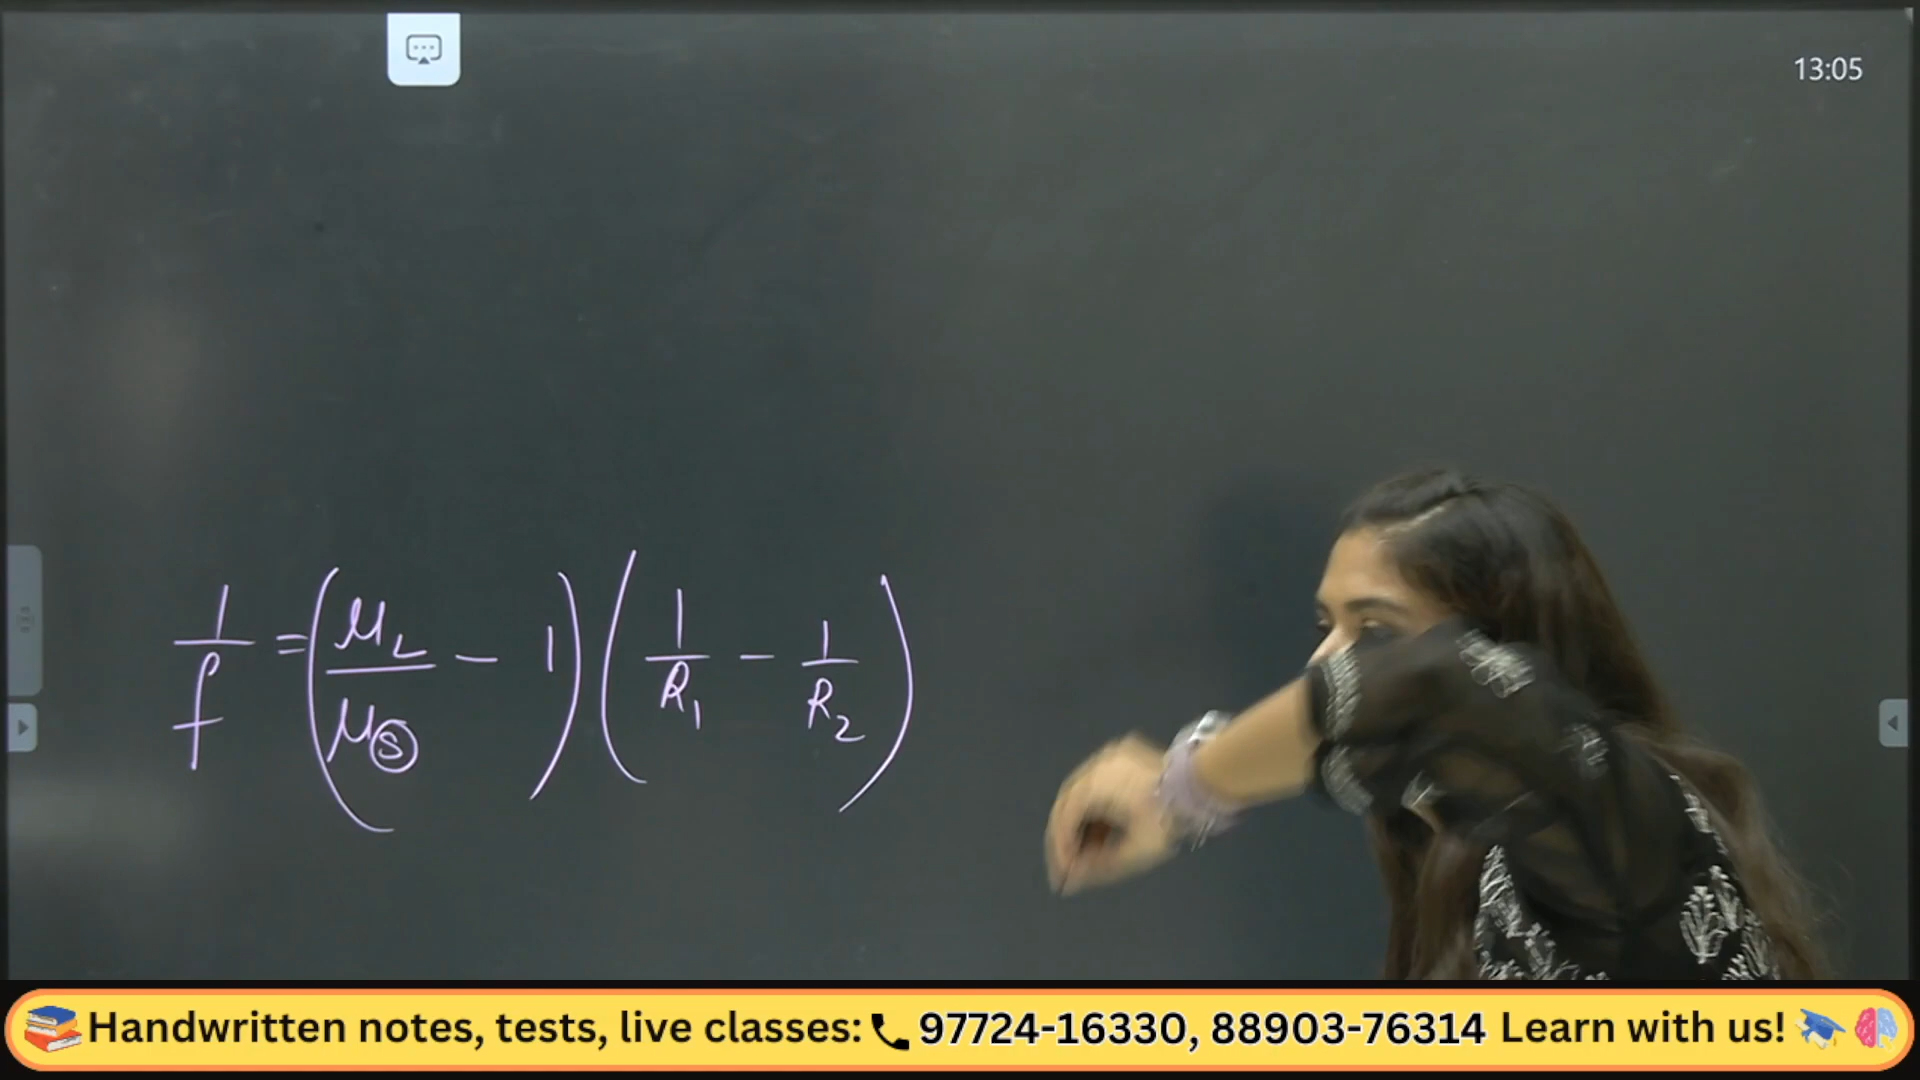 13:05
1/f = (μL/μS - 1) (1/R1 - 1/R2)
Handwritten notes, tests, live classes: 97724-16330, 88903-76314 Learn with us!